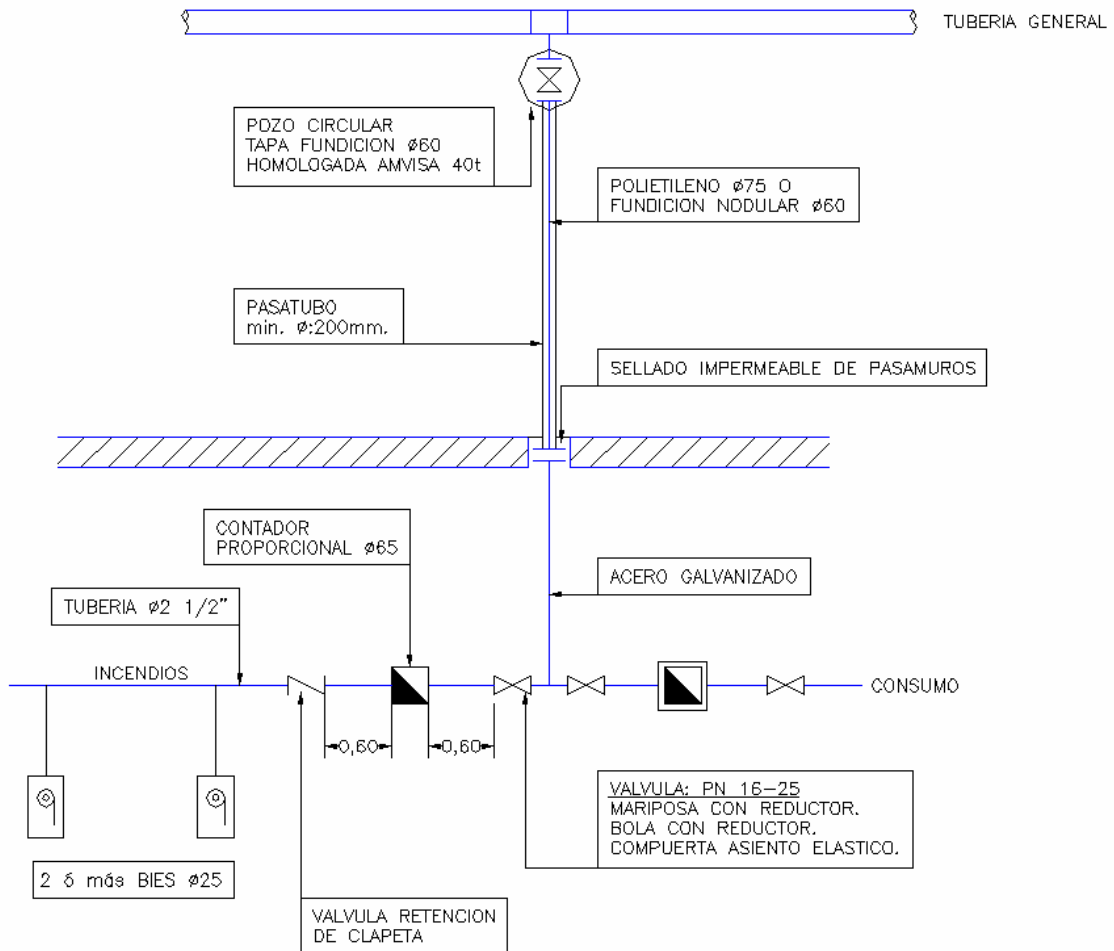 TUBERIA GENERAL
POZO CIRCULAR
TAPA FUNDICION ø60
HOMOLOGADA AMVISA 40t
POLIETILENO ø75 O
FUNDICION NODULAR ø60
PASATUBO
min. ø:200mm.
SELLADO IMPERMEABLE DE PASAMUROS
CONTADOR
PROPORCIONAL ø65
ACERO GALVANIZADO
TUBERIA ø2 1/2"
INCENDIOS
CONSUMO
0,60
0,60
VALVULA: PN 16-25
MARIPOSA CON REDUCTOR.
BOLA CON REDUCTOR.
COMPUERTA ASIENTO ELASTICO.
2 ó más BIES ø25
VALVULA RETENCION
DE CLAPETA